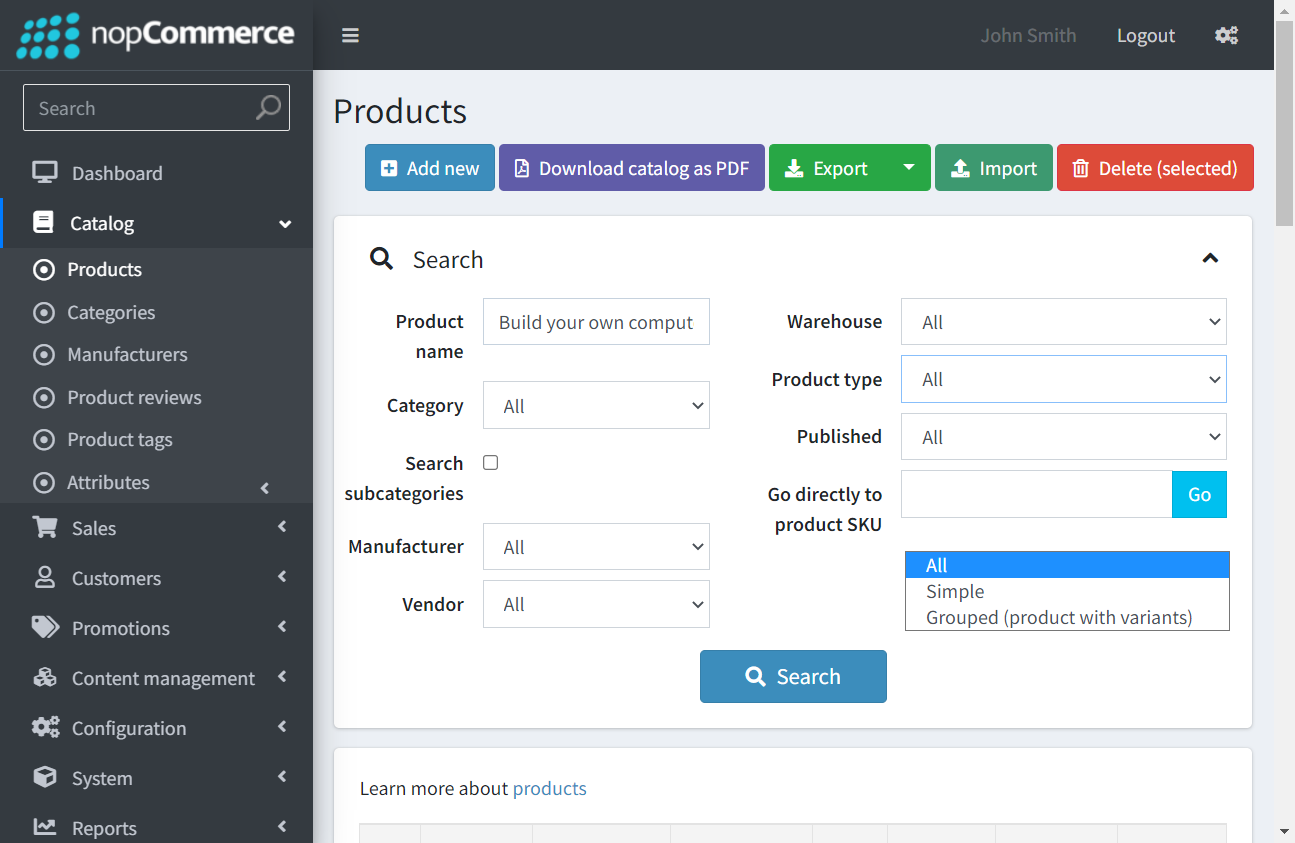 nopCommerce
John Smith
Logout
Search
Dashboard
Catalog
Products
Categories
Manufacturers
Product reviews
Product tags
Attributes
Sales
Customers
Promotions
Content management
Configuration
System
Reports
Products
Add new
Download catalog as PDF
Export
Import
Delete (selected)
Search
Product name
Build your own comput
Category
All
Search subcategories
Manufacturer
All
Vendor
All
Warehouse
All
Product type
All
Published
All
Go directly to product SKU
Go
All
Simple
Grouped (product with variants)
Search
Learn more about products